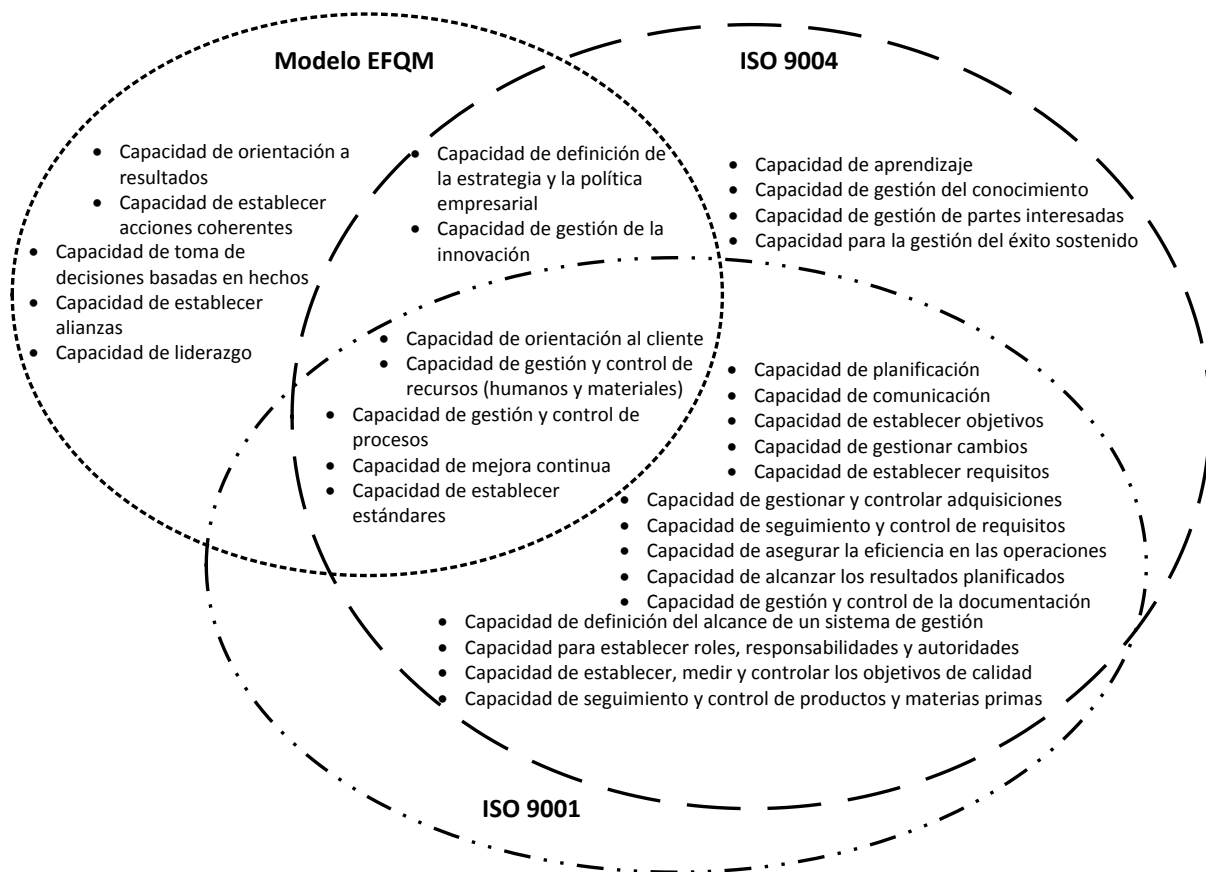 Modelo EFQM
ISO 9004
• Capacidad de orientación a
resultados
• Capacidad de establecer
acciones coherentes
• Capacidad de toma de
decisiones basadas en hechos
• Capacidad de establecer
alianzas
• Capacidad de liderazgo
• Capacidad de definición de
la estrategia y la política
empresarial
• Capacidad de gestión de la
innovación
• Capacidad de aprendizaje
• Capacidad de gestión del conocimiento
• Capacidad de gestión de partes interesadas
• Capacidad para la gestión del éxito sostenido
• Capacidad de orientación al cliente
• Capacidad de gestión y control de
recursos (humanos y materiales)
• Capacidad de gestión y control de
procesos
• Capacidad de mejora continua
• Capacidad de establecer
estándares
• Capacidad de planificación
• Capacidad de comunicación
• Capacidad de establecer objetivos
• Capacidad de gestionar cambios
• Capacidad de establecer requisitos
• Capacidad de gestionar y controlar adquisiciones
• Capacidad de seguimiento y control de requisitos
• Capacidad de asegurar la eficiencia en las operaciones
• Capacidad de alcanzar los resultados planificados
• Capacidad de gestión y control de la documentación
• Capacidad de definición del alcance de un sistema de gestión
• Capacidad para establecer roles, responsabilidades y autoridades
• Capacidad de establecer, medir y controlar los objetivos de calidad
• Capacidad de seguimiento y control de productos y materias primas
ISO 9001